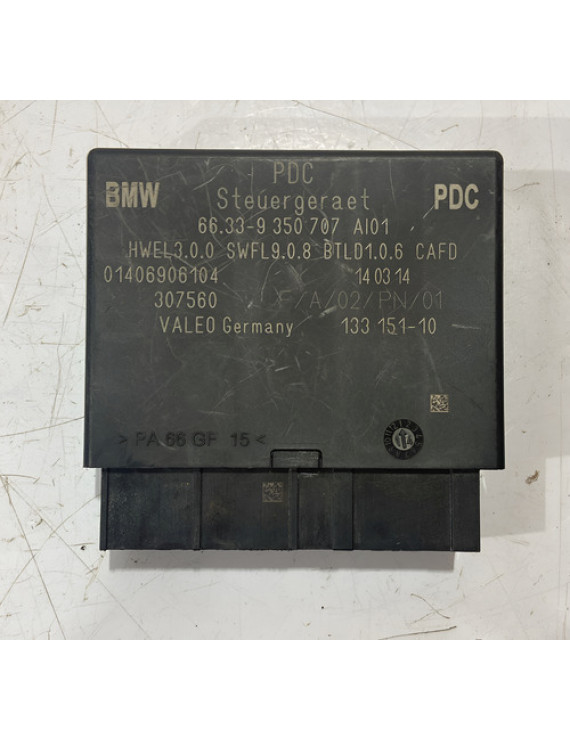 PDC
BMW Steuergeraet PDC
66.33-9 350 707 AI01
HWEL3.0.0 SWFL9.0.8 BTLD1.0.6 CAFD
01406906104 14 03 14
307560 F/A/02/PN/01
VALEO Germany 133 151-10
> PA 66 GF 15 <